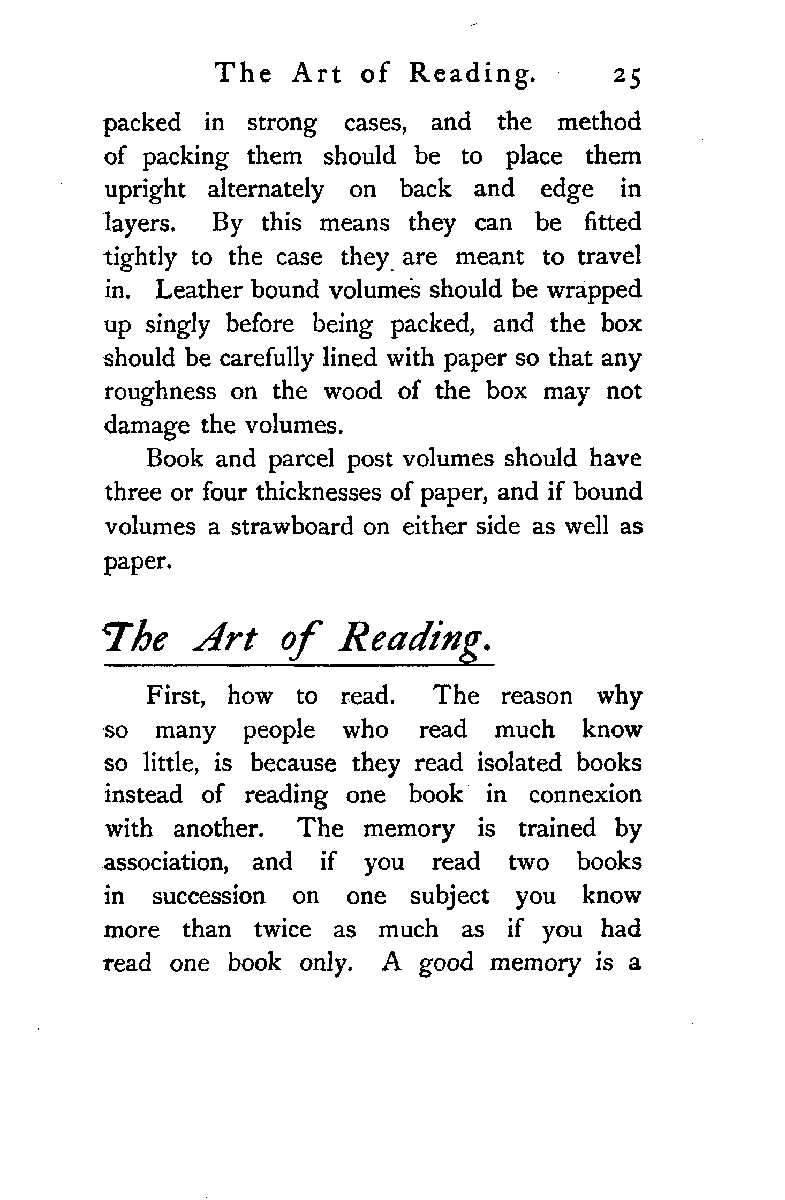 The Art of Reading. 25
packed in strong cases, and the method
of packing them should be to place them
upright alternately on back and edge in
layers. By this means they can be fitted
tightly to the case they are meant to travel
in. Leather bound volumes should be wrapped
up singly before being packed, and the box
should be carefully lined with paper so that any
roughness on the wood of the box may not
damage the volumes.
Book and parcel post volumes should have
three or four thicknesses of paper, and if bound
volumes a strawboard on either side as well as
paper.
The Art of Reading.
First, how to read. The reason why
so many people who read much know
so little, is because they read isolated books
instead of reading one book in connexion
with another. The memory is trained by
association, and if you read two books
in succession on one subject you know
more than twice as much as if you had
read one book only. A good memory is a